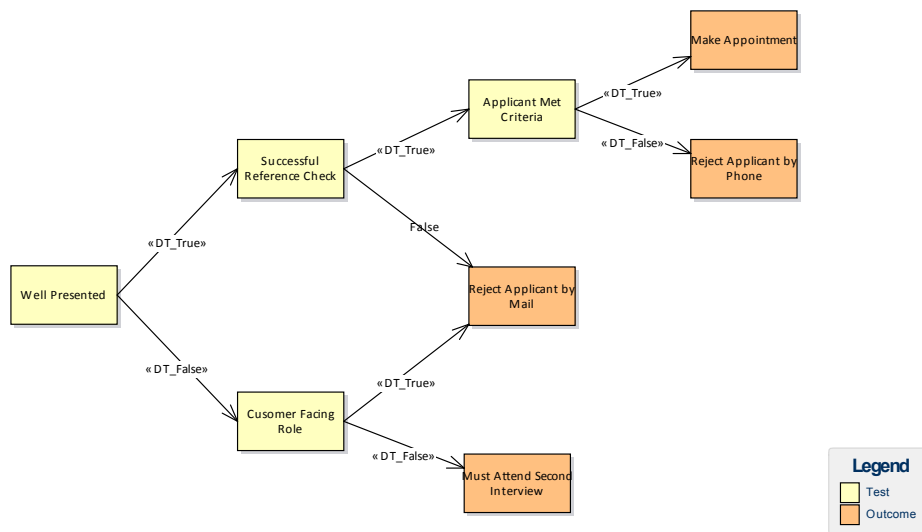 Make Appointment
«DT_True»
Applicant Met
Criteria
«DT_False»
Reject Applicant by
Phone
Successful
Reference Check
«DT_True»
False
«DT_True»
Well Presented
Reject Applicant by
Mail
«DT_False»
«DT_True»
Cusomer Facing
Role
«DT_False»
Must Attend Second
Interview
Legend
Test
Outcome